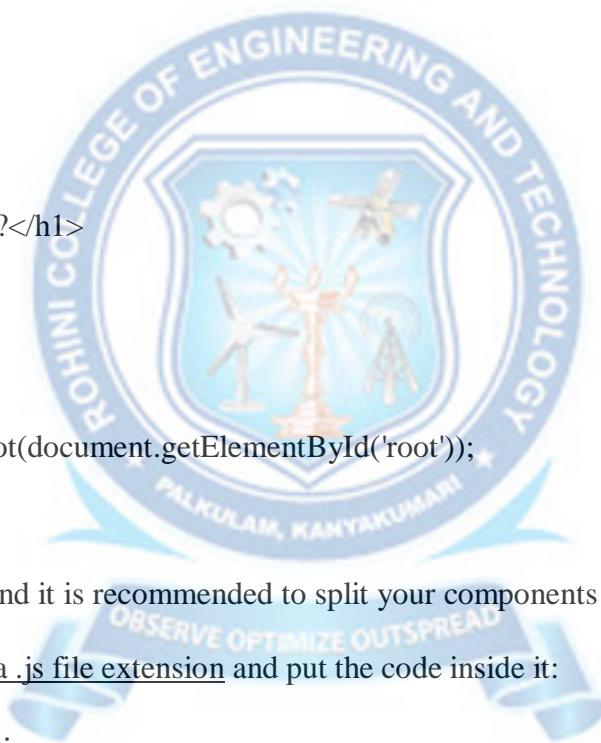 ROHINI COLLEGE OF ENGINEERING AND TECHNOLOGY
?</h1>
ot(document.getElementById('root'));
PALKULAM, KANYAKUMARI
nd it is recommended to split your components
OBSERVE OPTIMIZE OUTSPREAD
a .js file extension and put the code inside it: